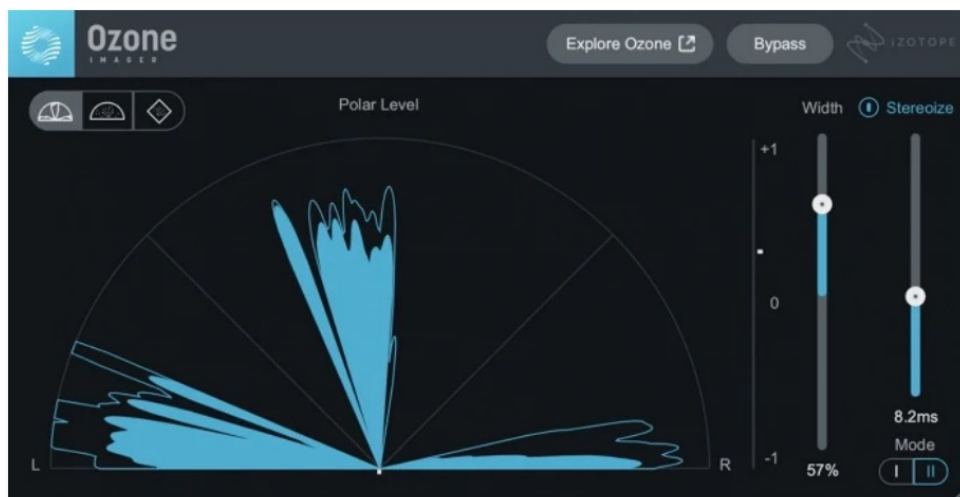 Ozone
IMAGER
Explore Ozone
Bypass
IZOTOPE
Polar Level
Width
Stereoize
+1
0
-1
L
R
57%
8.2ms
Mode
I
II